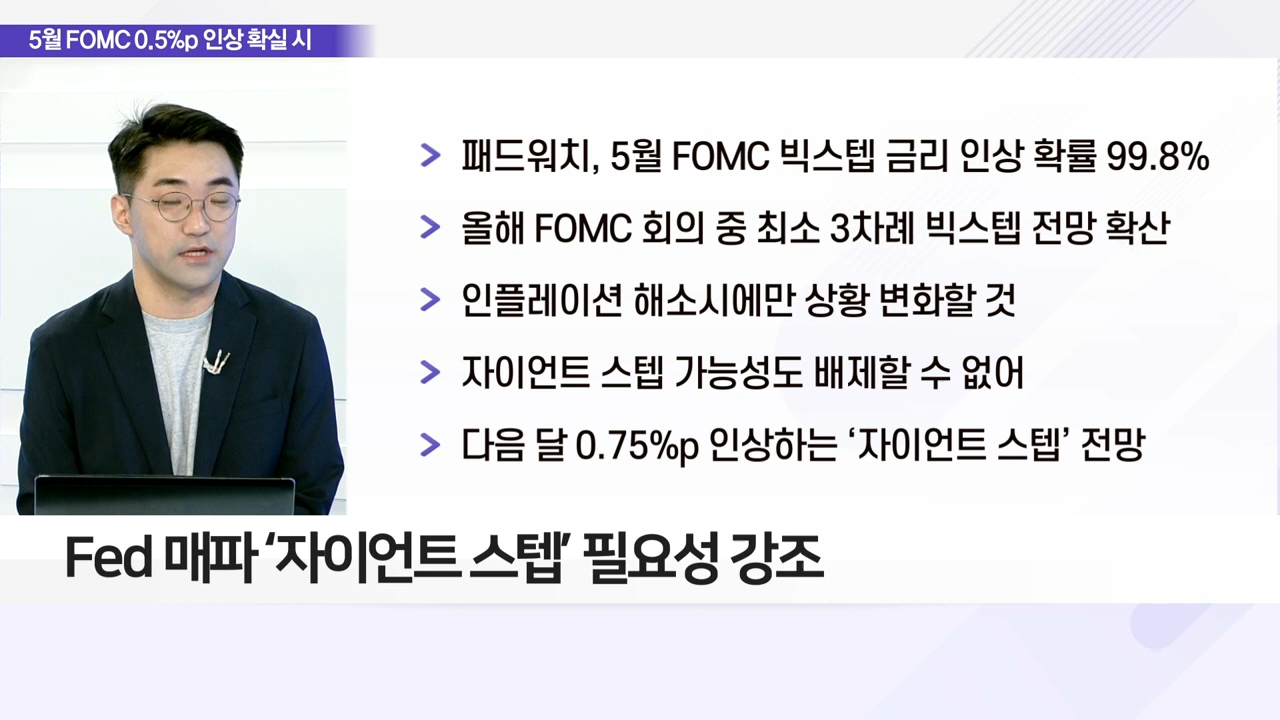 5월 FOMC 0.5%p 인상 확실 시
> 패드워치, 5월 FOMC 빅스텝 금리 인상 확률 99.8%
> 올해 FOMC 회의 중 최소 3차례 빅스텝 전망 확산
> 인플레이션 해소시에만 상황 변화할 것
> 자이언트 스텝 가능성도 배제할 수 없어
> 다음 달 0.75%p 인상하는 ‘자이언트 스텝’ 전망
Fed 매파 ‘자이언트 스텝’ 필요성 강조